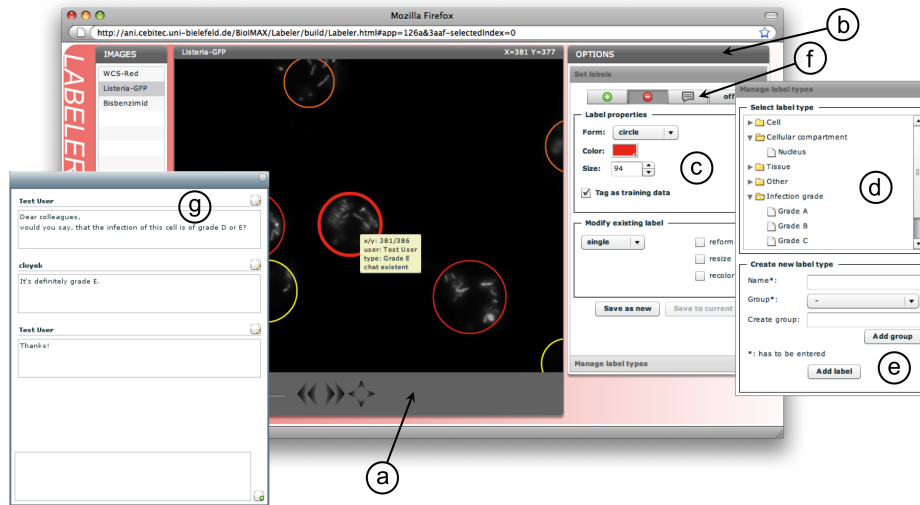 Mozilla Firefox
http://ani.cebitec.uni-bielefeld.de/BioIMAX/Labeler/build/Labeler.html#app=126a&3aaf-selectedIndex=0
b
LABELER
IMAGES
WCS-Red
Listeria-GFP
Bisbenzimid
Listeria-GFP
X=381 Y=377
x/y: 381/386
user: Test User
type: Grade E
chat existent
OPTIONS
Set labels
f
off
Label properties
Form: circle
Color:
Size: 94
c
Tag as training data
Modify existing label
single
reform
resize
recolor
Save as new
Save to current
Manage label types
Manage label types
Select label type
Cell
Cellular compartment
Nucleus
Tissue
Other
d
Infection grade
Grade A
Grade B
Grade C
Create new label type
Name*:
Group*: -
Create group:
Add group
*: has to be entered
Add label
e
g
Test User
Dear colleagues,
would you say, that the infection of this cell is of grade D or E?
cloyek
It's definitely grade E.
Test User
Thanks!
a